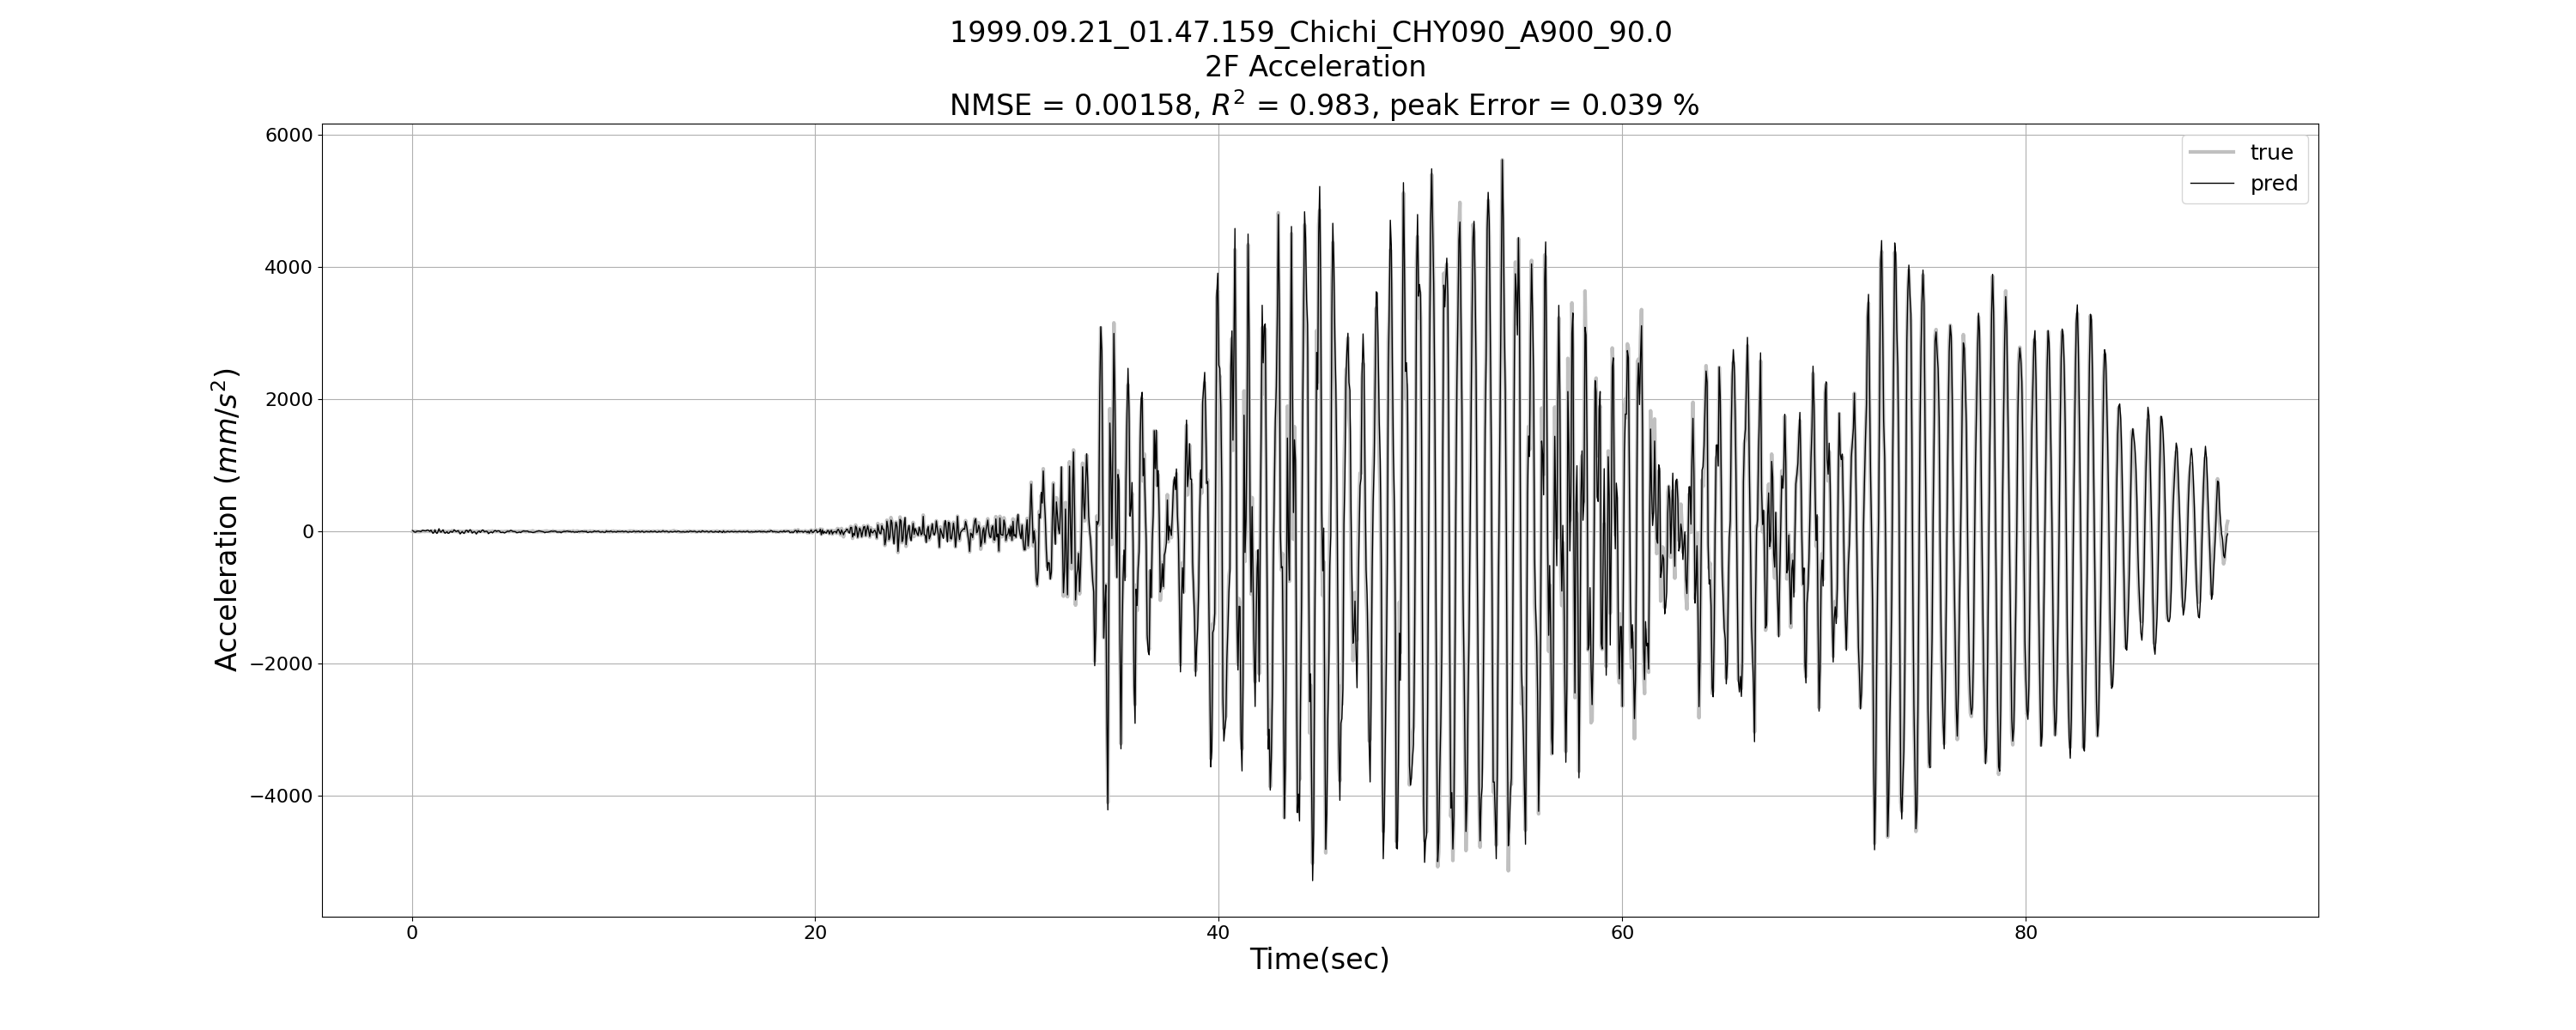 1999.09.21_01.47.159_Chichi_CHY090_A900_90.0
2F Acceleration
NMSE = 0.00158, R² = 0.983, peak Error = 0.039 %
true
pred
6000
4000
2000
0
−2000
−4000
Acceleration (mm/s²)
0 20 40 60 80
Time(sec)